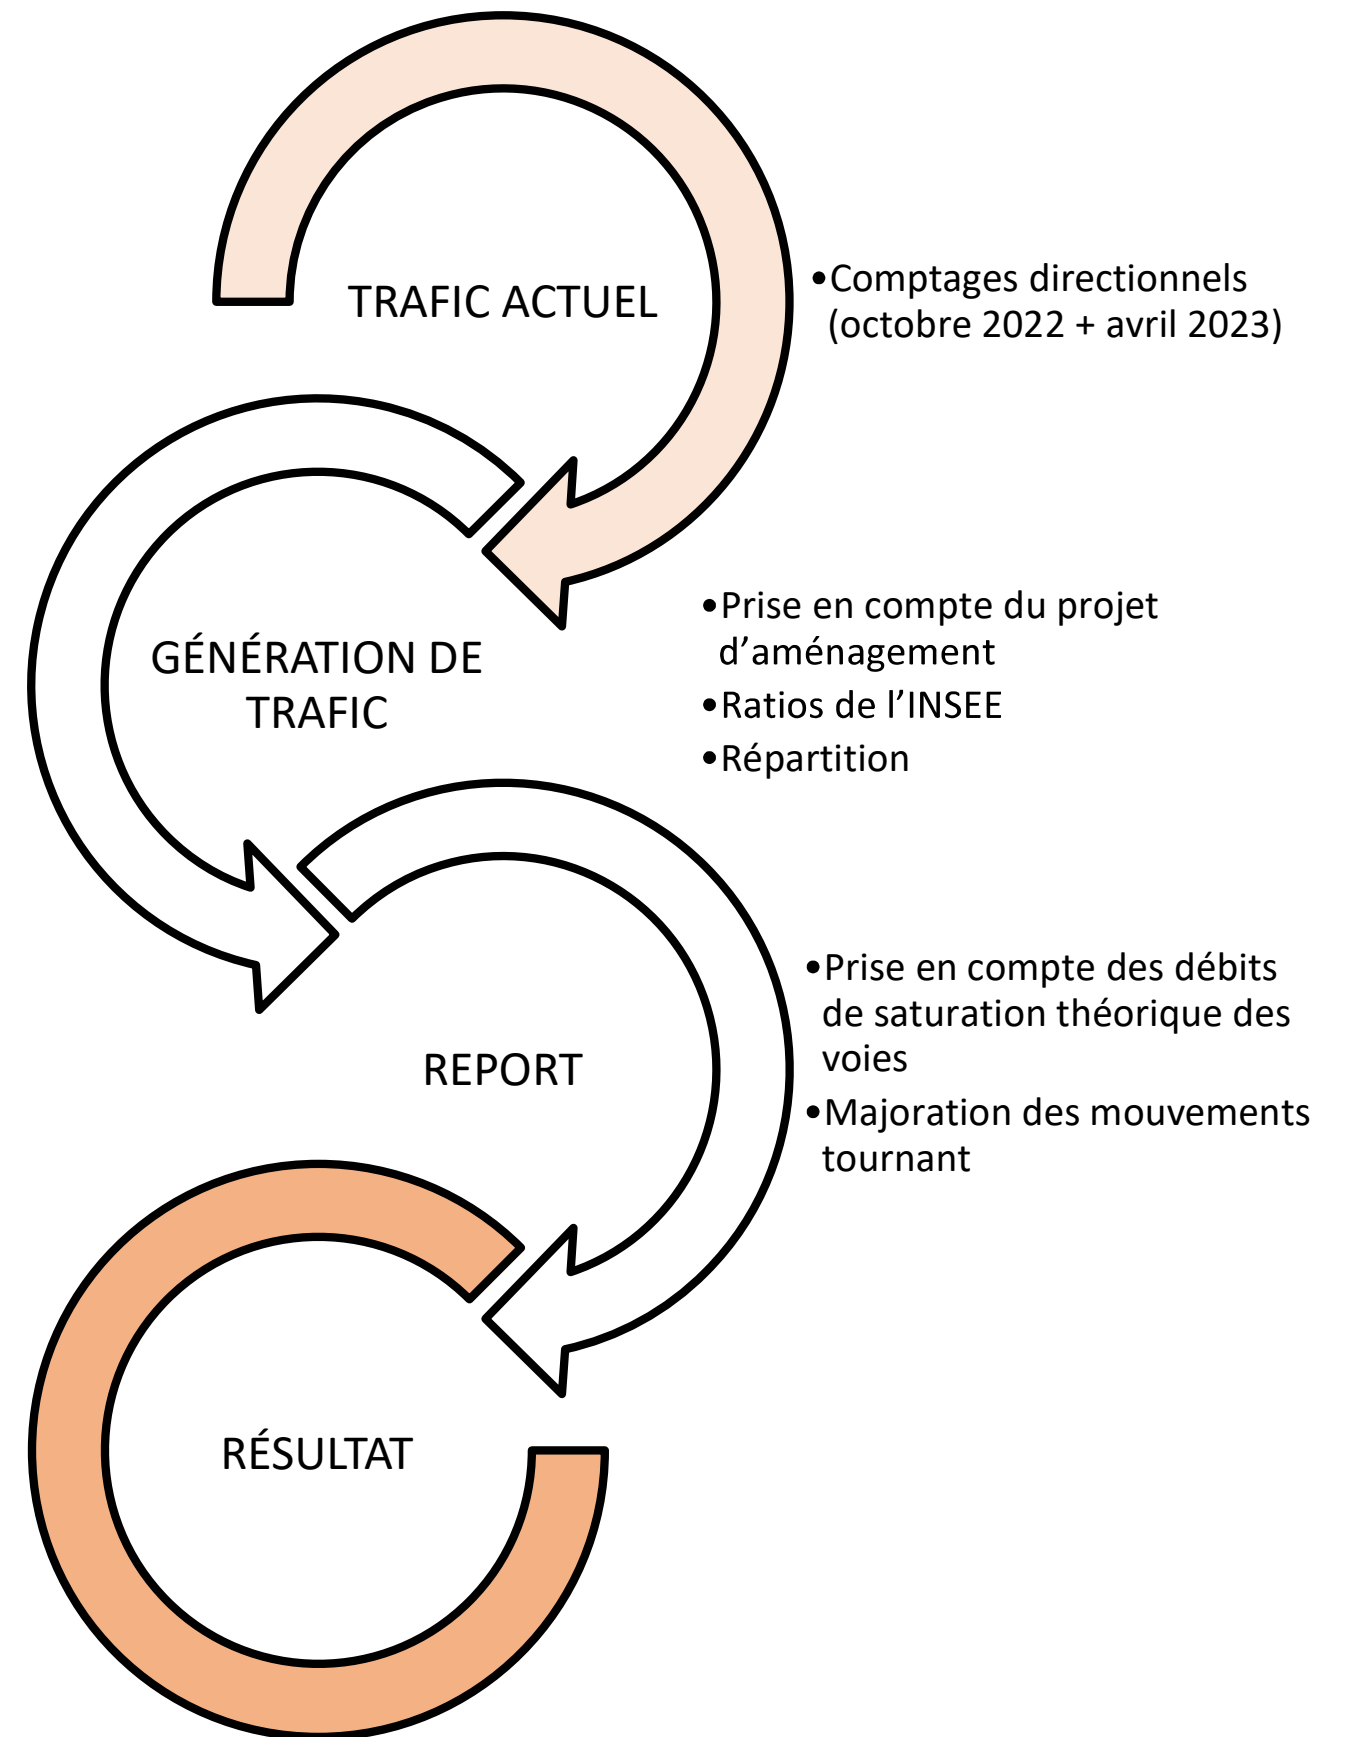 TRAFIC ACTUEL
•Comptages directionnels
(octobre 2022 + avril 2023)
GÉNÉRATION DE
TRAFIC
•Prise en compte du projet
d’aménagement
•Ratios de l’INSEE
•Répartition
REPORT
•Prise en compte des débits
de saturation théorique des
voies
•Majoration des mouvements
tournant
RÉSULTAT